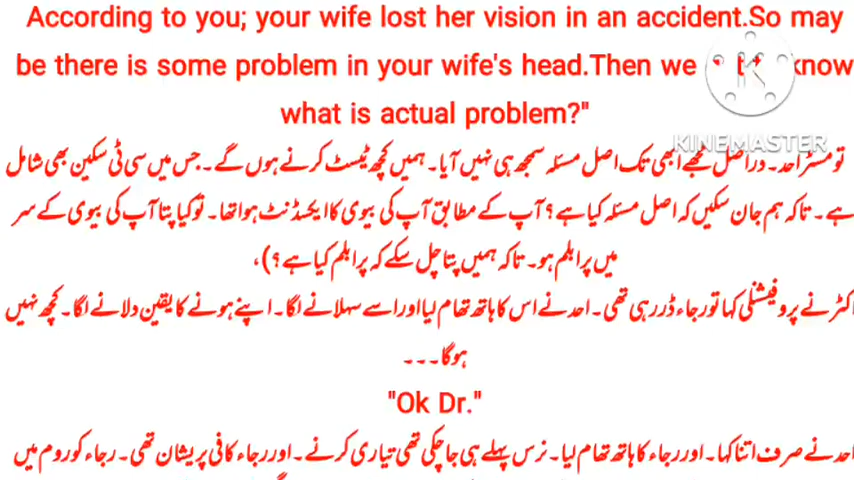 According to you; your wife lost her vision in an accident.So may
be there is some problem in your wife's head.Then we know
what is actual problem?"
KINEMASTER
تو مسٹر احد۔ دراصل مجھے ابھی تک اصل مسئلہ سمجھ ہی نہیں آیا۔ ہمیں کچھ ٹیسٹ کرنے ہوں گے۔ جس میں سی ٹی سکین بھی شامل
ہے۔ تاکہ ہم جان سکیں کہ اصل مسئلہ کیا ہے؟ آپ کے مطابق آپ کی بیوی کا ایکسڈنٹ ہوا تھا۔ تو کیا پتا آپ کی بیوی کے سر
میں پرابلم ہو۔ تاکہ ہمیں پتا چل سکے کہ پرابلم کیا ہے؟)،
اکٹر نے پروفیشنلی کہا تو رجاء ڈر رہی تھی۔ احد نے اس کا ہاتھ تھام لیا اور اسے سہلانے لگا۔ اپنے ہونے کا یقین دلانے لگا۔ کچھ نہیں
ہو گا۔۔۔
"Ok Dr."
احد نے صرف اتنا کہا۔ اور رجاء کا ہاتھ تھام لیا۔ نرس پہلے ہی جا چکی تھی تیاری کرنے۔ اور رجاء کافی پریشان تھی۔ رجاء کو روم میں